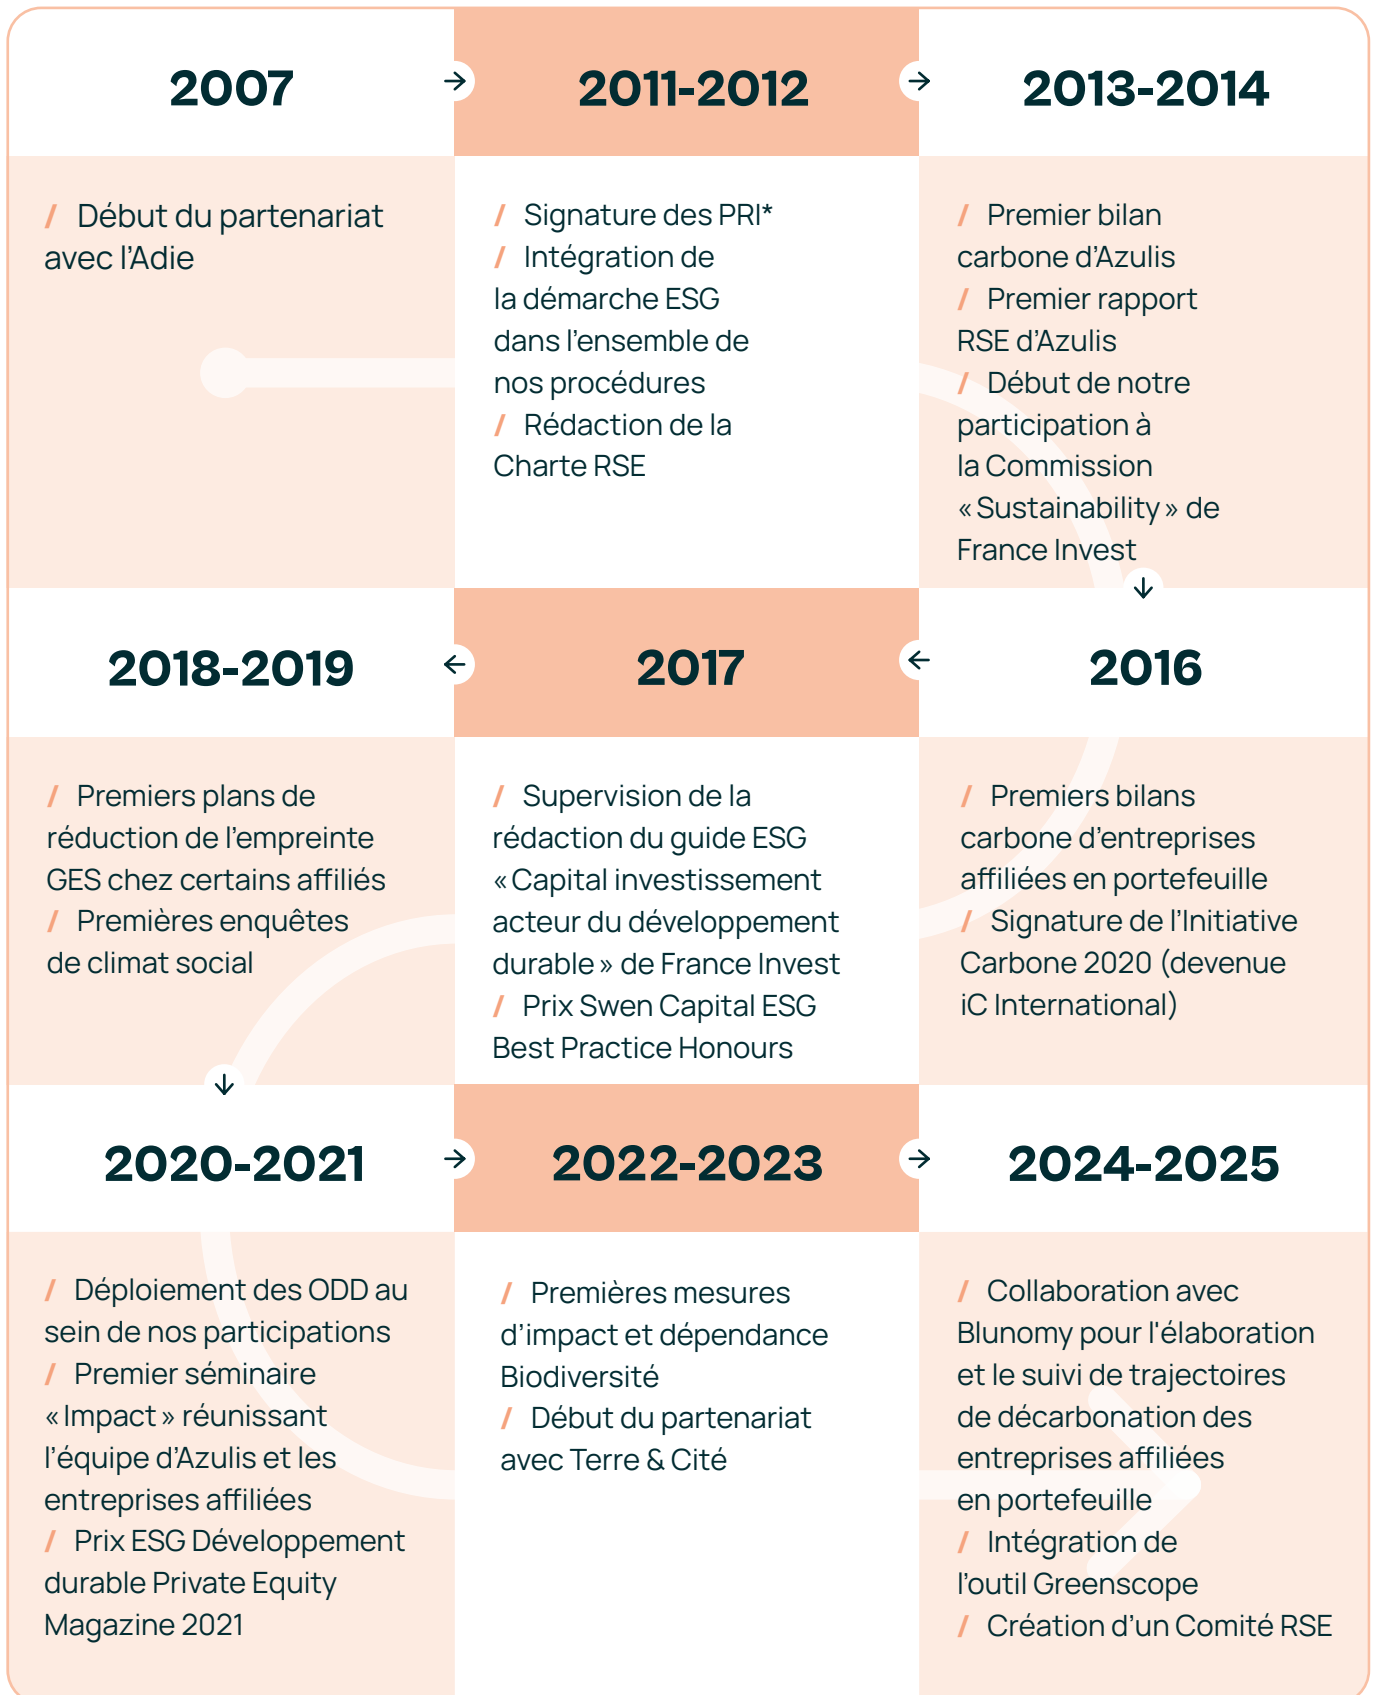 2007
/ Début du partenariat
avec l’Adie
2011-2012
/ Signature des PRI*
/ Intégration de
la démarche ESG
dans l’ensemble de
nos procédures
/ Rédaction de la
Charte RSE
2013-2014
/ Premier bilan
carbone d’Azulis
/ Premier rapport
RSE d’Azulis
/ Début de notre
participation à
la Commission
« Sustainability » de
France Invest
2016
/ Premiers bilans
carbone d’entreprises
affiliées en portefeuille
/ Signature de l’Initiative
Carbone 2020 (devenue
iC International)
2017
/ Supervision de la
rédaction du guide ESG
« Capital investissement
acteur du développement
durable » de France Invest
/ Prix Swen Capital ESG
Best Practice Honours
2018-2019
/ Premiers plans de
réduction de l’empreinte
GES chez certains affiliés
/ Premières enquêtes
de climat social
2020-2021
/ Déploiement des ODD au
sein de nos participations
/ Premier séminaire
« Impact » réunissant
l’équipe d’Azulis et les
entreprises affiliées
/ Prix ESG Développement
durable Private Equity
Magazine 2021
2022-2023
/ Premières mesures
d’impact et dépendance
Biodiversité
/ Début du partenariat
avec Terre & Cité
2024-2025
/ Collaboration avec
Blunomy pour l'élaboration
et le suivi de trajectoires
de décarbonation des
entreprises affiliées
en portefeuille
/ Intégration de
l’outil Greenscope
/ Création d’un Comité RSE